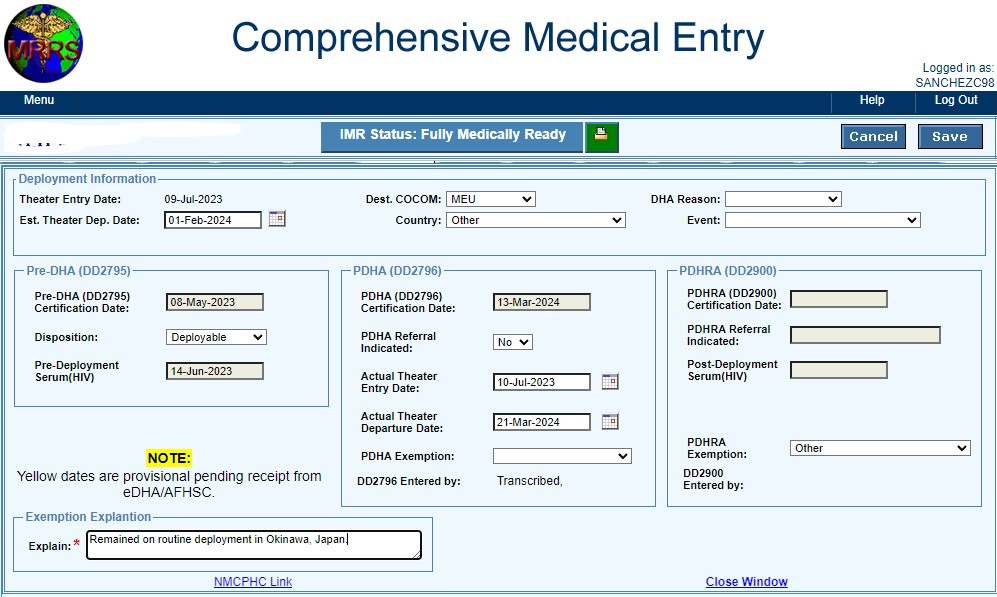 MRRS
Comprehensive Medical Entry
Logged in as:
SANCHEZC98
Menu
Help
Log Out
IMR Status: Fully Medically Ready
Cancel
Save
Deployment Information
Theater Entry Date: 09-Jul-2023
Dest. COCOM: MEU
DHA Reason:
Est. Theater Dep. Date: 01-Feb-2024
Country: Other
Event:
Pre-DHA (DD2795)
Pre-DHA (DD2795)
Certification Date: 08-May-2023
Disposition: Deployable
Pre-Deployment
Serum(HIV) 14-Jun-2023
NOTE:
Yellow dates are provisional pending receipt from
eDHA/AFHSC.
PDHA (DD2796)
PDHA (DD2796)
Certification Date: 13-Mar-2024
PDHA Referral
Indicated: No
Actual Theater
Entry Date: 10-Jul-2023
Actual Theater
Departure Date: 21-Mar-2024
PDHA Exemption:
DD2796 Entered by: Transcribed,
PDHRA (DD2900)
PDHRA (DD2900)
Certification Date:
PDHRA Referral
Indicated:
Post-Deployment
Serum(HIV)
PDHRA
Exemption: Other
DD2900
Entered by:
Exemption Explantion
Explain: * Remained on routine deployment in Okinawa, Japan.
NMCPHC Link
Close Window